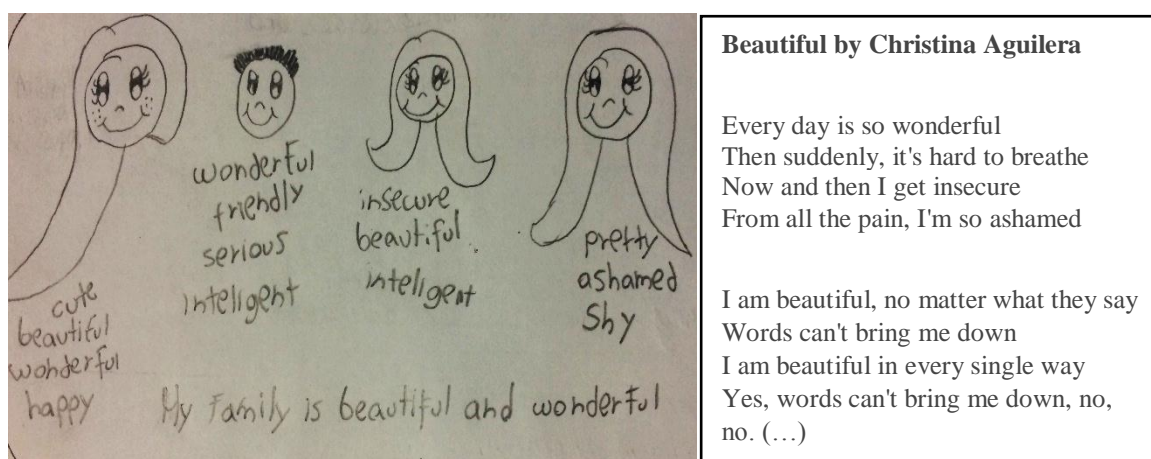 cute
beautiful
wonderful
happy
wonderful
friendly
serious
inteligent
insecure
beautiful
inteligent
pretty
ashamed
Shy
My Family is beautiful and wonderful
Beautiful by Christina Aguilera
Every day is so wonderful
Then suddenly, it's hard to breathe
Now and then I get insecure
From all the pain, I'm so ashamed
I am beautiful, no matter what they say
Words can't bring me down
I am beautiful in every single way
Yes, words can't bring me down, no,
no. (…)